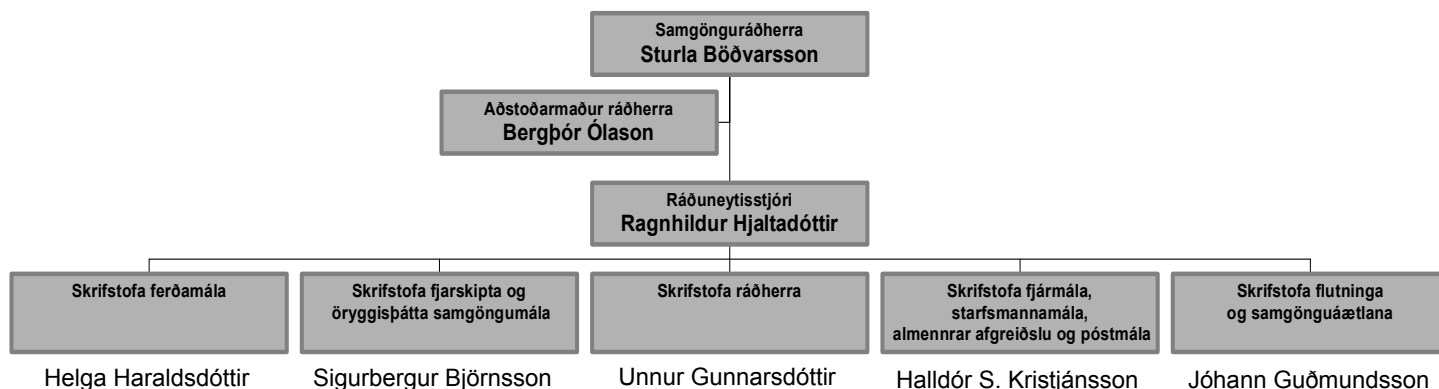 Samgönguráðherra
Sturla Böðvarsson
Aðstoðarmaður ráðherra
Bergþór Ólason
Ráðuneytisstjóri
Ragnhildur Hjaltadóttir
Skrifstofa ferðamála
Skrifstofa fjarskipta og
öryggisþátta samgöngumála
Skrifstofa ráðherra
Skrifstofa fjármála,
starfsmannamála,
almennrar afgreiðslu og póstmála
Skrifstofa flutninga
og samgönguáætlana
Helga Haraldsdóttir
Sigurbergur Björnsson
Unnur Gunnarsdóttir
Halldór S. Kristjánsson
Jóhann Guðmundsson